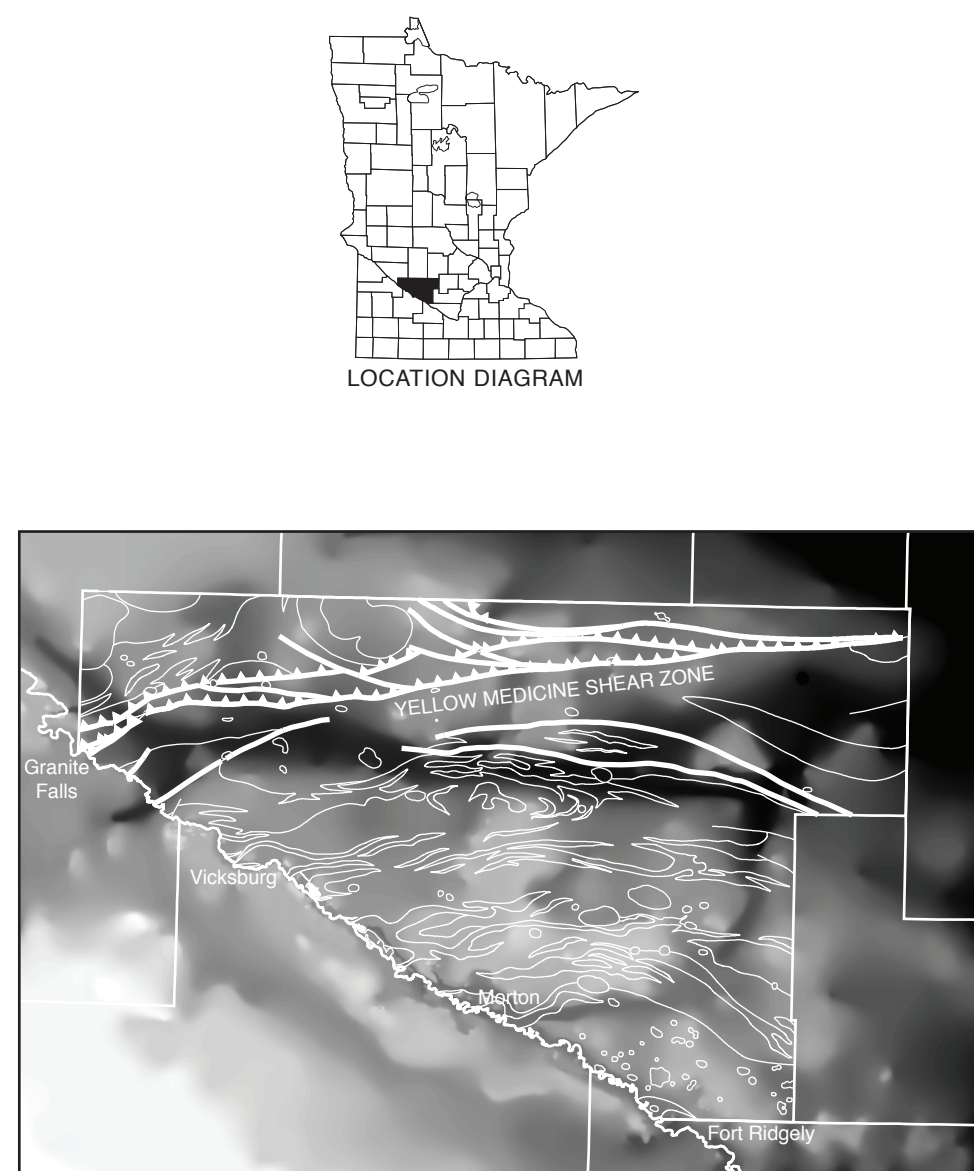 LOCATION DIAGRAM
YELLOW MEDICINE SHEAR ZONE
Granite
Falls
Vicksburg
Morton
Fort Ridgely